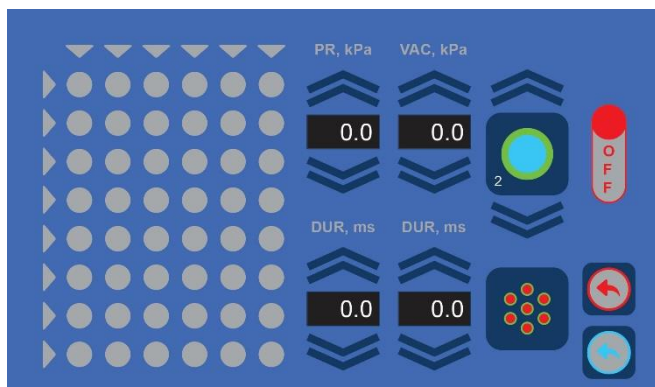 PR, kPa VAC, kPa
0.0 0.0
2
OFF
DUR, ms DUR, ms
0.0 0.0